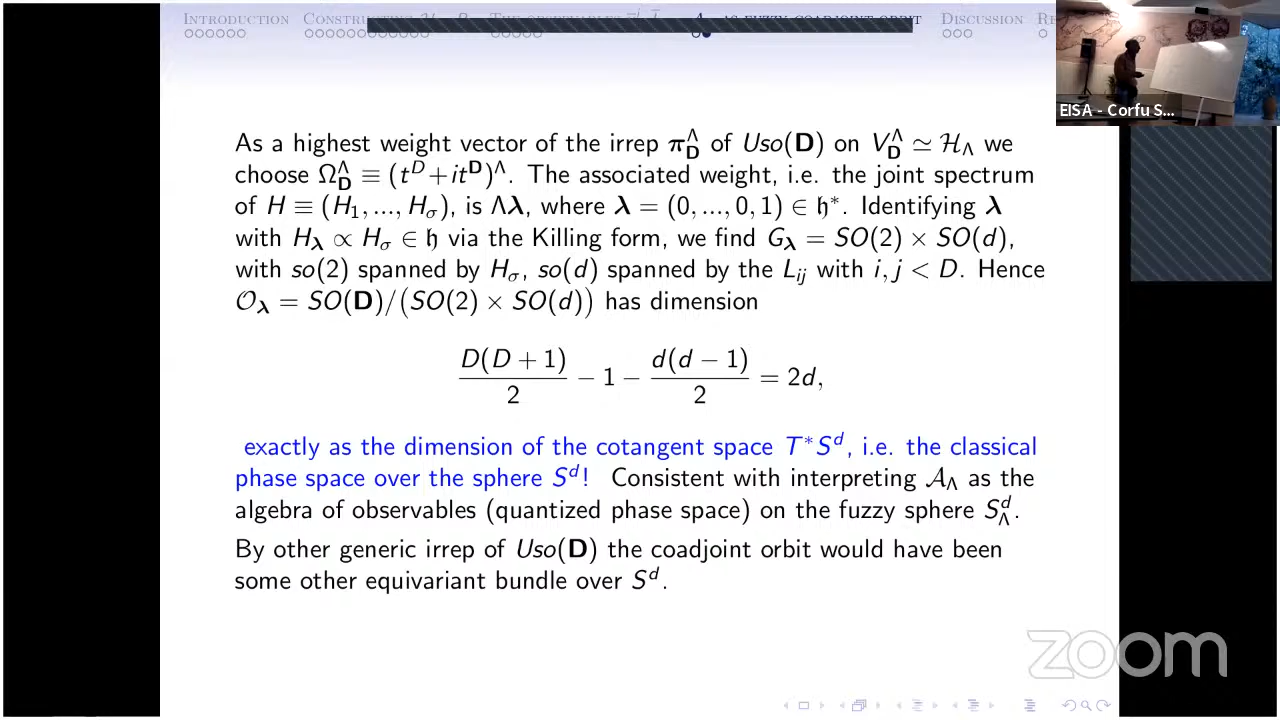 INTRODUCTION
DISCUSSION
EISA - Corfu S...
As a highest weight vector of the irrep π_𝐃^Λ of Uso(𝐃) on V_𝐃^Λ ≃ ℋ_Λ we
choose Ω_𝐃^Λ ≡ (t^D+it^𝐃)^Λ. The associated weight, i.e. the joint spectrum
of H ≡ (H₁, ..., H_σ), is Λ𝛌, where 𝛌 = (0, ..., 0, 1) ∈ 𝔥*. Identifying 𝛌
with H_𝛌 ∝ H_σ ∈ 𝔥 via the Killing form, we find G_𝛌 = SO(2) × SO(d),
with so(2) spanned by H_σ, so(d) spanned by the L_ij with i, j < D. Hence
𝒪_𝛌 = SO(𝐃)/(SO(2) × SO(d)) has dimension
D(D + 1)/2 − 1 − d(d − 1)/2 = 2d,
exactly as the dimension of the cotangent space T*S^d, i.e. the classical
phase space over the sphere S^d! Consistent with interpreting 𝒜_Λ as the
algebra of observables (quantized phase space) on the fuzzy sphere S_Λ^d.
By other generic irrep of Uso(𝐃) the coadjoint orbit would have been
some other equivariant bundle over S^d.
zoom